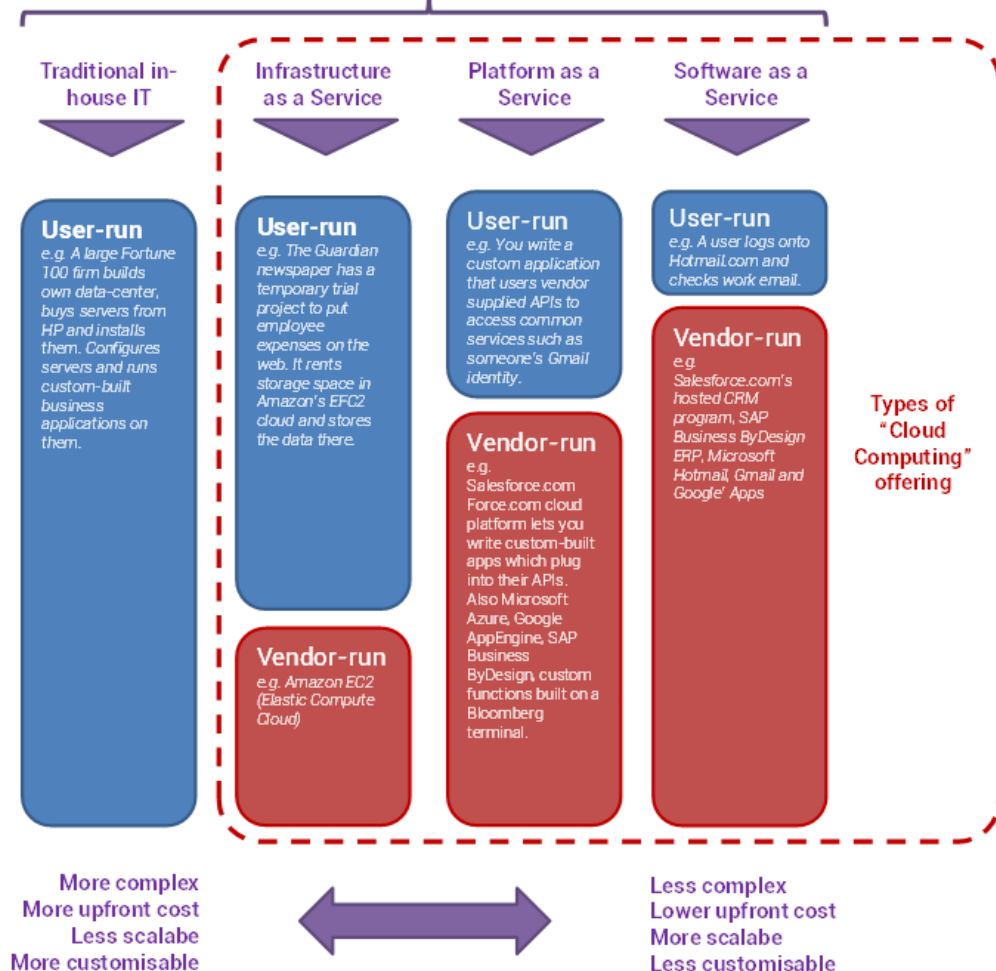 Traditional in-
house IT
Infrastructure
as a Service
Platform as a
Service
Software as a
Service
User-run
e.g. A large Fortune
100 firm builds
own data-center,
buys servers from
HP and installs
them. Configures
servers and runs
custom-built
business
applications on
them.
User-run
e.g. The Guardian
newspaper has a
temporary trial
project to put
employee
expenses on the
web. It rents
storage space in
Amazon's EFC2
cloud and stores
the data there.
Vendor-run
e.g. Amazon EC2
(Elastic Compute
Cloud)
User-run
e.g. You write a
custom application
that users vendor
supplied APIs to
access common
services such as
someone's Gmail
identity.
Vendor-run
e.g.
Salesforce.com
Force.com cloud
platform lets you
write custom-built
apps which plug
into their APIs.
Also Microsoft
Azure, Google
AppEngine, SAP
Business
ByDesign, custom
functions built on a
Bloomberg
terminal.
User-run
e.g. A user logs onto
Hotmail.com and
checks work email.
Vendor-run
e.g.
Salesforce.com's
hosted CRM
program, SAP
Business ByDesign
ERP, Microsoft
Hotmail, Gmail and
Google' Apps
Types of
"Cloud
Computing"
offering
More complex
More upfront cost
Less scalabe
More customisable
Less complex
Lower upfront cost
More scalabe
Less customisable